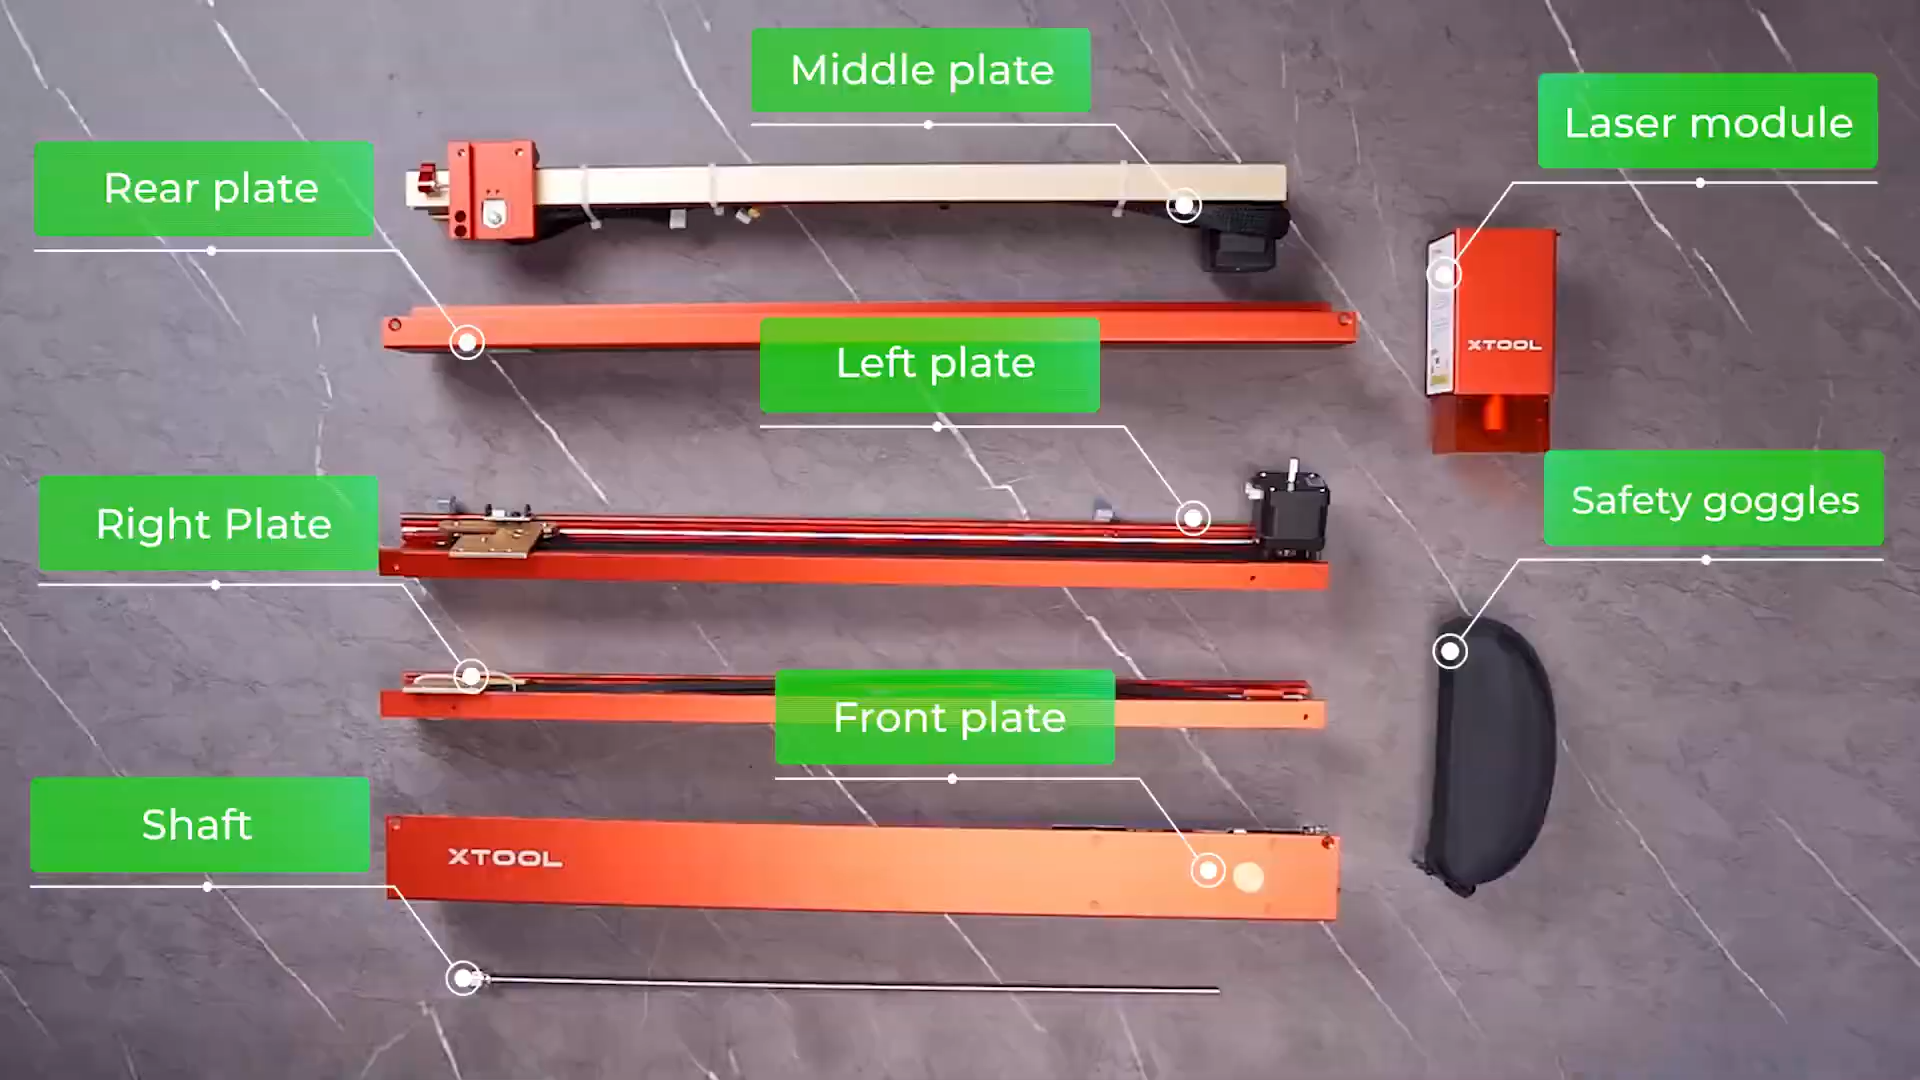 Middle plate
Laser module
Rear plate
XTOOL
Left plate
Safety goggles
Right Plate
Front plate
Shaft
XTOOL